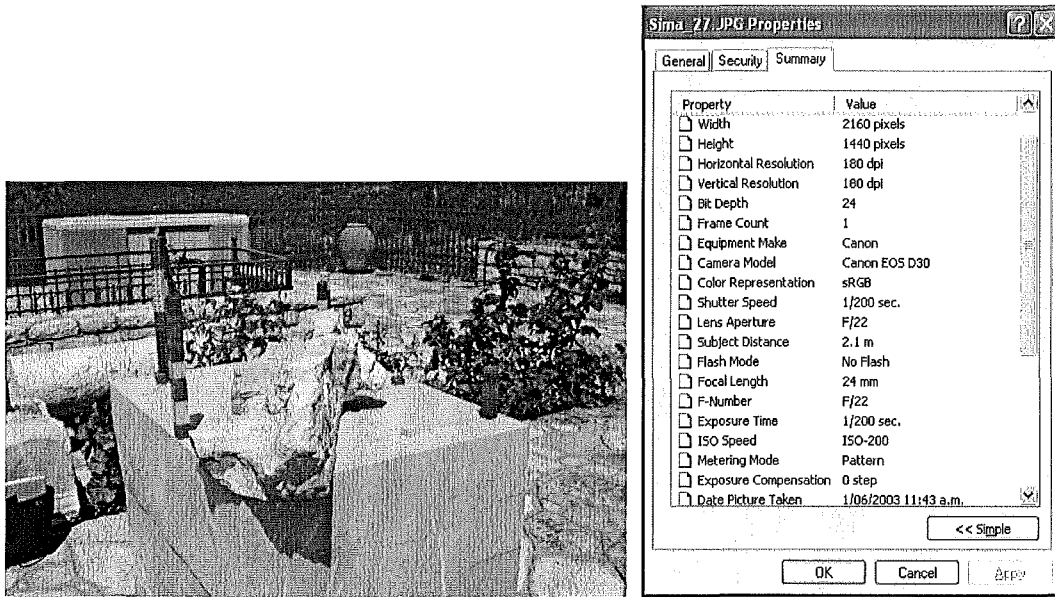 Sima_27.JPG Properties
General Security Summary
Property Value
Width 2160 pixels
Height 1440 pixels
Horizontal Resolution 180 dpi
Vertical Resolution 180 dpi
Bit Depth 24
Frame Count 1
Equipment Make Canon
Camera Model Canon EOS D30
Color Representation sRGB
Shutter Speed 1/200 sec.
Lens Aperture F/22
Subject Distance 2.1 m
Flash Mode No Flash
Focal Length 24 mm
F-Number F/22
Exposure Time 1/200 sec.
ISO Speed ISO-200
Metering Mode Pattern
Exposure Compensation 0 step
Date Picture Taken 1/06/2003 11:43 a.m.
<< Simple
OK Cancel Apply